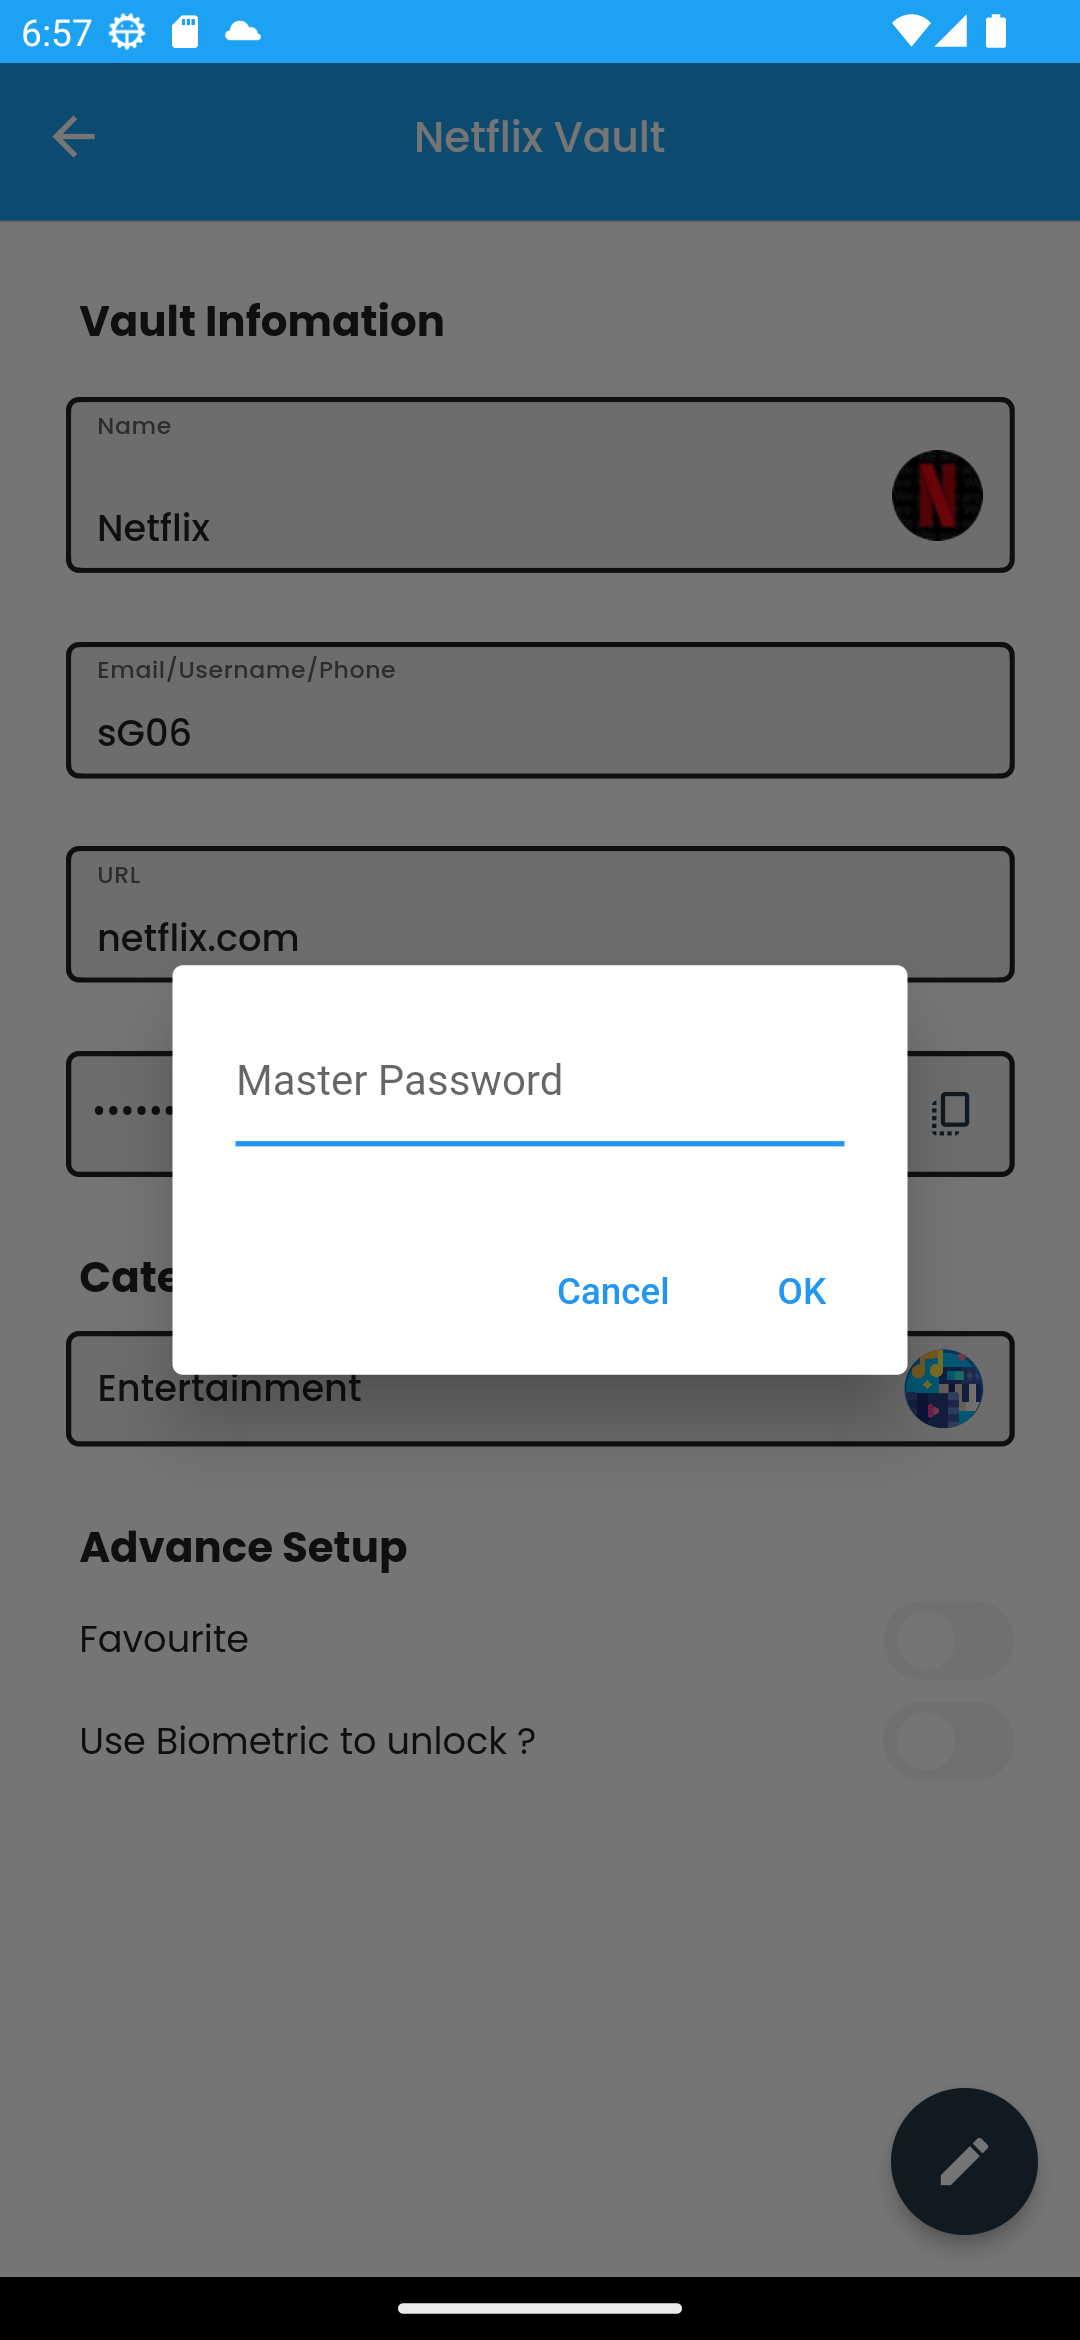 6:57
Netflix Vault
Vault Infomation
Name
Netflix
Email/Username/Phone
sG06
URL
netflix.com
••••••
Master Password
Cancel
OK
Cate
Entertainment
Advance Setup
Favourite
Use Biometric to unlock ?